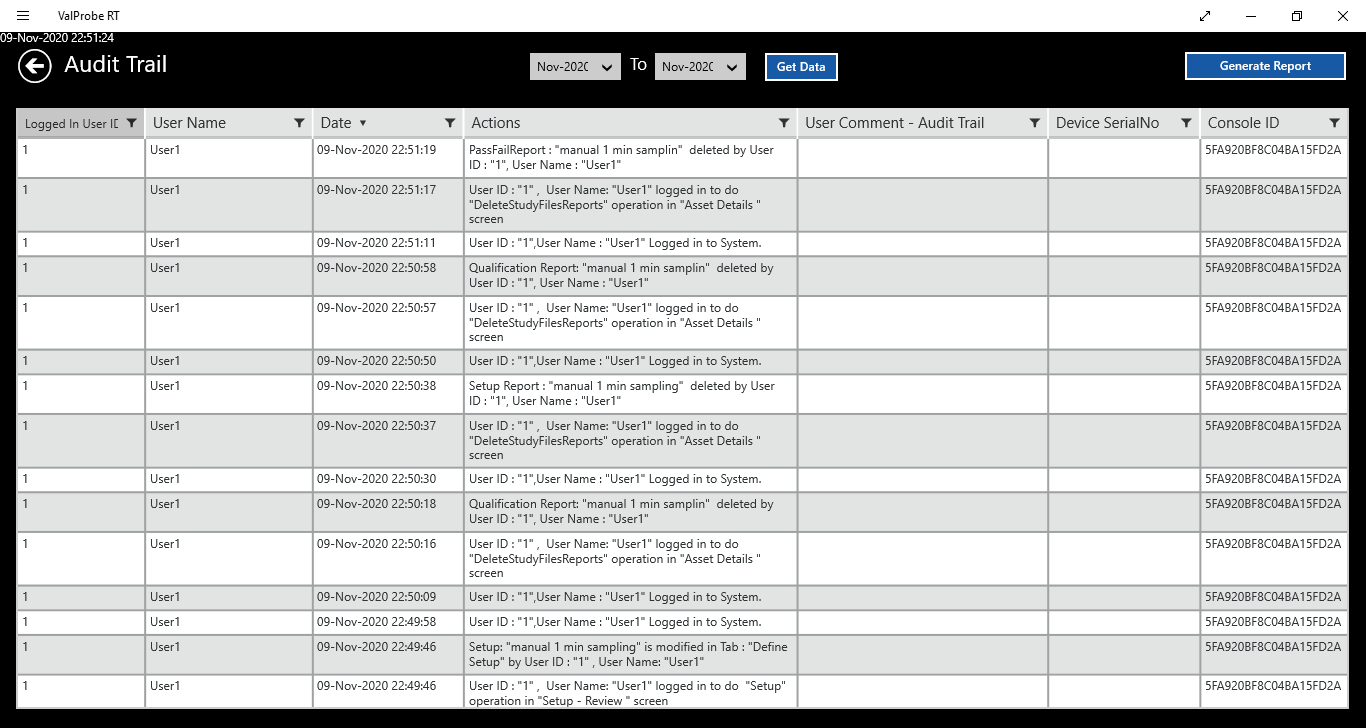 ValProbe RT
09-Nov-2020 22:51:24
Audit Trail
Nov-202
To
Nov-202
Get Data
Generate Report
Logged In User
User Name
Date
Actions
User Comment - Audit Trail
Device SerialNo
Console ID
1 User1 09-Nov-2020 22:51:19 PassFailReport : "manual 1 min samplin"  deleted by User 5FA920BF8C04BA15FD2A
ID : "1", User Name : "User1"
1 User1 09-Nov-2020 22:51:17 User ID : "1" ,  User Name: "User1" logged in to do 5FA920BF8C04BA15FD2A
"DeleteStudyFilesReports" operation in "Asset Details "
screen
1 User1 09-Nov-2020 22:51:11 User ID : "1",User Name : "User1" Logged in to System. 5FA920BF8C04BA15FD2A
1 User1 09-Nov-2020 22:50:58 Qualification Report: "manual 1 min samplin"  deleted by 5FA920BF8C04BA15FD2A
User ID : "1", User Name : "User1"
1 User1 09-Nov-2020 22:50:57 User ID : "1" ,  User Name: "User1" logged in to do 5FA920BF8C04BA15FD2A
"DeleteStudyFilesReports" operation in "Asset Details "
screen
1 User1 09-Nov-2020 22:50:50 User ID : "1",User Name : "User1" Logged in to System. 5FA920BF8C04BA15FD2A
1 User1 09-Nov-2020 22:50:38 Setup Report : "manual 1 min sampling"  deleted by User 5FA920BF8C04BA15FD2A
ID : "1", User Name : "User1"
1 User1 09-Nov-2020 22:50:37 User ID : "1" ,  User Name: "User1" logged in to do 5FA920BF8C04BA15FD2A
"DeleteStudyFilesReports" operation in "Asset Details "
screen
1 User1 09-Nov-2020 22:50:30 User ID : "1",User Name : "User1" Logged in to System. 5FA920BF8C04BA15FD2A
1 User1 09-Nov-2020 22:50:18 Qualification Report: "manual 1 min samplin"  deleted by 5FA920BF8C04BA15FD2A
User ID : "1", User Name : "User1"
1 User1 09-Nov-2020 22:50:16 User ID : "1" ,  User Name: "User1" logged in to do 5FA920BF8C04BA15FD2A
"DeleteStudyFilesReports" operation in "Asset Details "
screen
1 User1 09-Nov-2020 22:50:09 User ID : "1",User Name : "User1" Logged in to System. 5FA920BF8C04BA15FD2A
1 User1 09-Nov-2020 22:49:58 User ID : "1",User Name : "User1" Logged in to System. 5FA920BF8C04BA15FD2A
1 User1 09-Nov-2020 22:49:46 Setup: "manual 1 min sampling" is modified in Tab : "Define 5FA920BF8C04BA15FD2A
Setup" by User ID : "1" , User Name: "User1"
1 User1 09-Nov-2020 22:49:46 User ID : "1" ,  User Name: "User1" logged in to do  "Setup" 5FA920BF8C04BA15FD2A
operation in "Setup - Review " screen